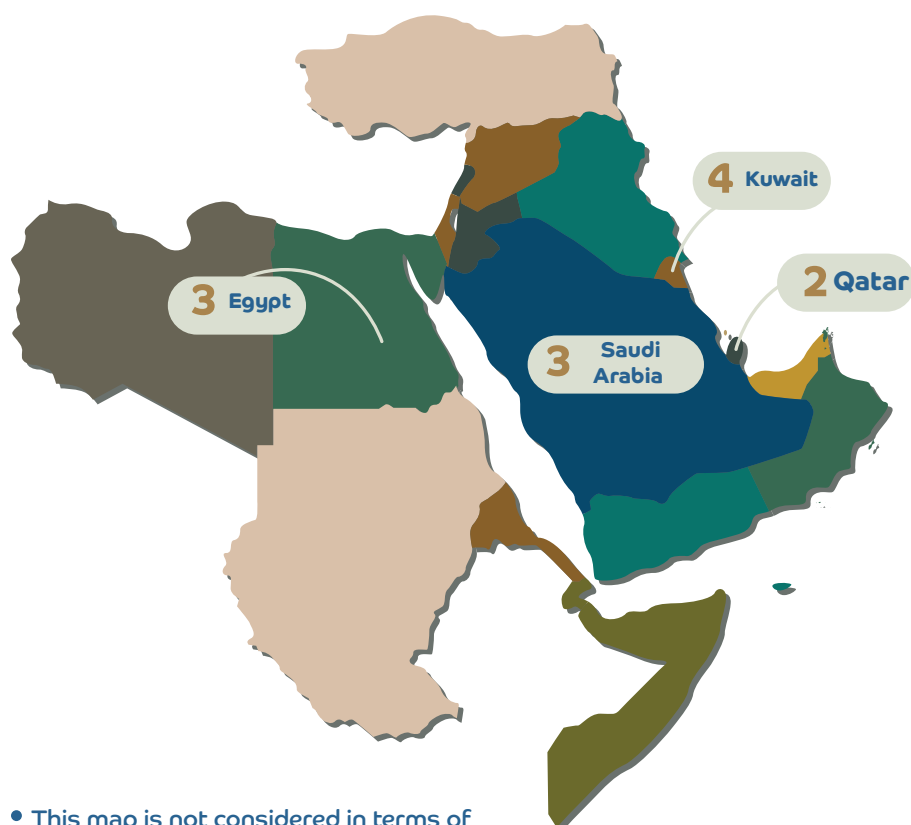 4 Kuwait
2 Qatar
3 Egypt
3 Saudi
Arabia
• This map is not considered in terms of